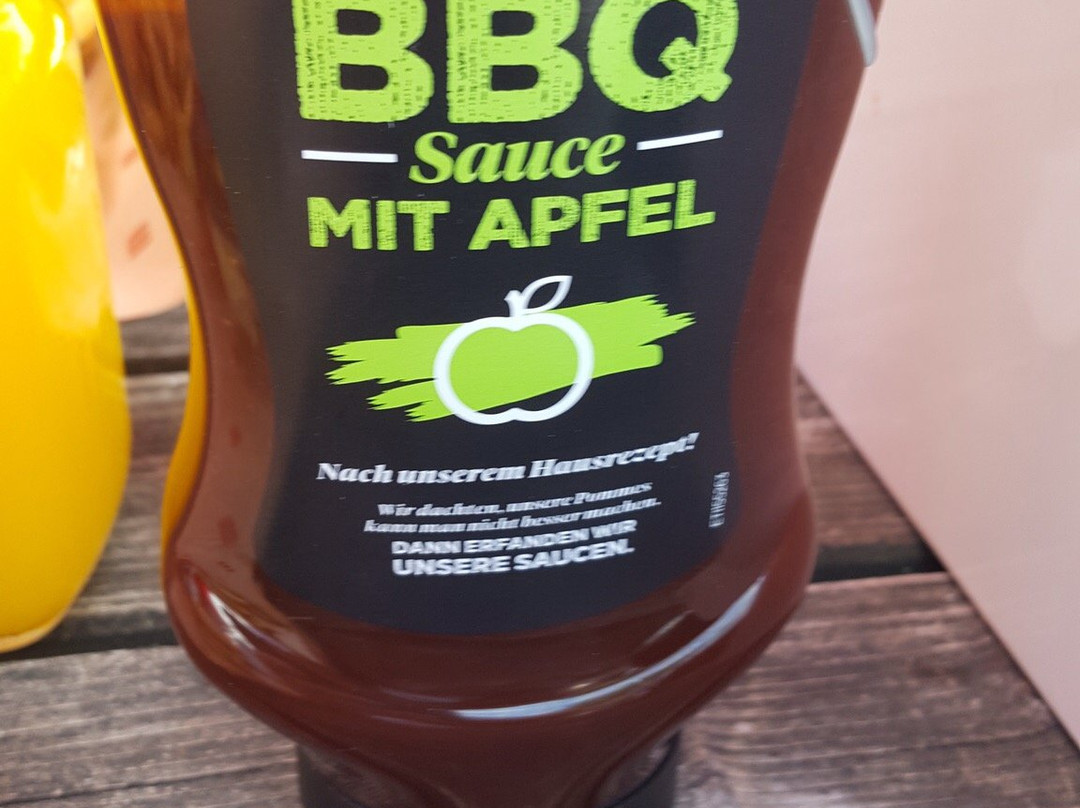 BBQ
Sauce
MIT APFEL
Nach unserem Hausrezept!
Wir dachten, unsere Pommes
kann man nicht besser machen.
DANN ERFANDEN WIR
UNSERE SAUCEN.